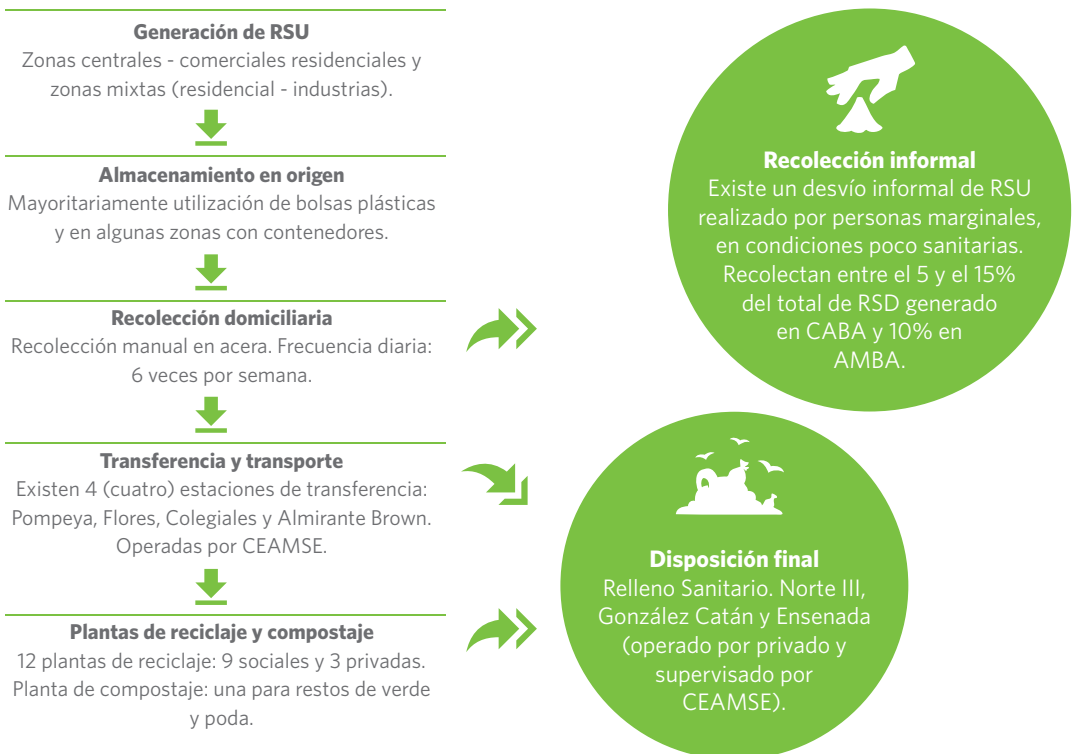 Generación de RSU
Zonas centrales - comerciales residenciales y
zonas mixtas (residencial - industrias).
Almacenamiento en origen
Mayoritariamente utilización de bolsas plásticas
y en algunas zonas con contenedores.
Recolección domiciliaria
Recolección manual en acera. Frecuencia diaria:
6 veces por semana.
Transferencia y transporte
Existen 4 (cuatro) estaciones de transferencia:
Pompeya, Flores, Colegiales y Almirante Brown.
Operadas por CEAMSE.
Plantas de reciclaje y compostaje
12 plantas de reciclaje: 9 sociales y 3 privadas.
Planta de compostaje: una para restos de verde
y poda.
Recolección informal
Existe un desvío informal de RSU
realizado por personas marginales,
en condiciones poco sanitarias.
Recolectan entre el 5 y el 15%
del total de RSD generado
en CABA y 10% en
AMBA.
Disposición final
Relleno Sanitario. Norte III,
González Catán y Ensenada
(operado por privado y
supervisado por
CEAMSE).